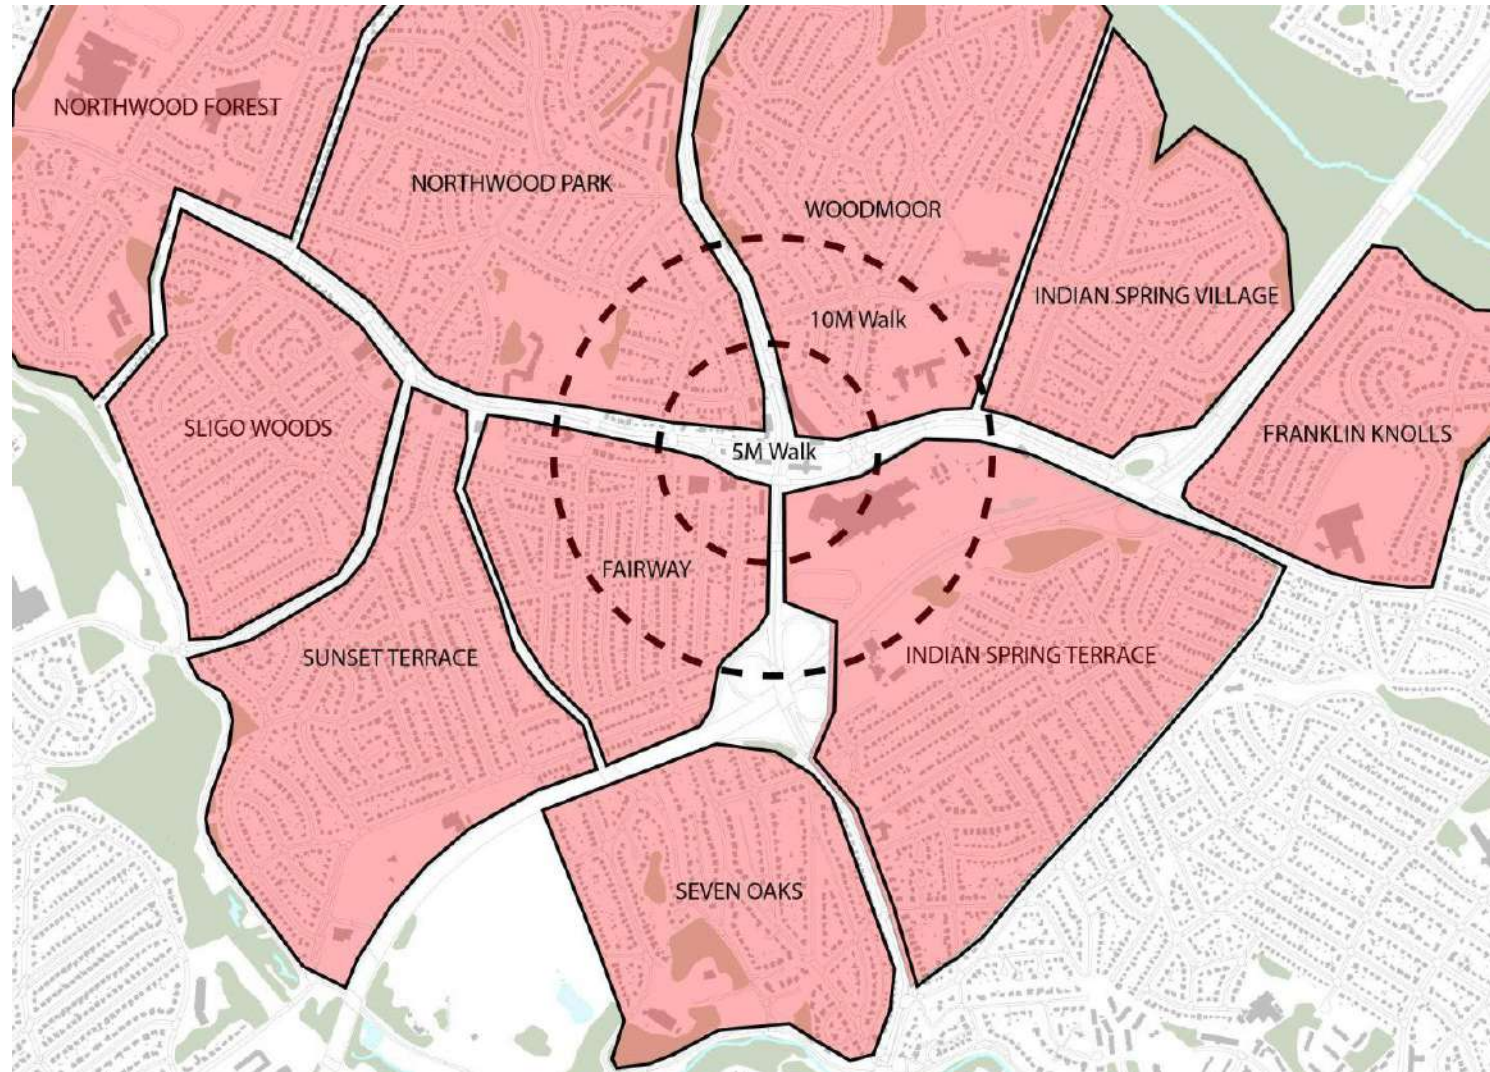 NORTHWOOD FOREST
NORTHWOOD PARK
WOODMOOR
INDIAN SPRING VILLAGE
10M Walk
SLIGO WOODS
FRANKLIN KNOLLS
5M Walk
FAIRWAY
SUNSET TERRACE
INDIAN SPRING TERRACE
SEVEN OAKS